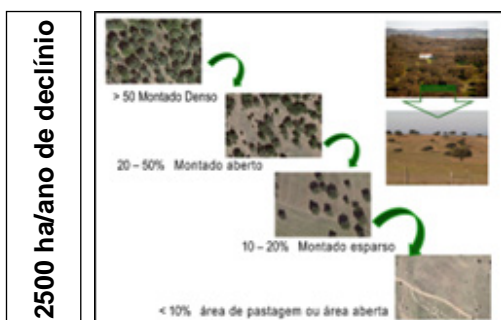 2500 ha/ano de declínio
> 50 Montado Denso
20 – 50% Montado aberto
10 – 20% Montado esparso
< 10% área de pastagem ou área aberta